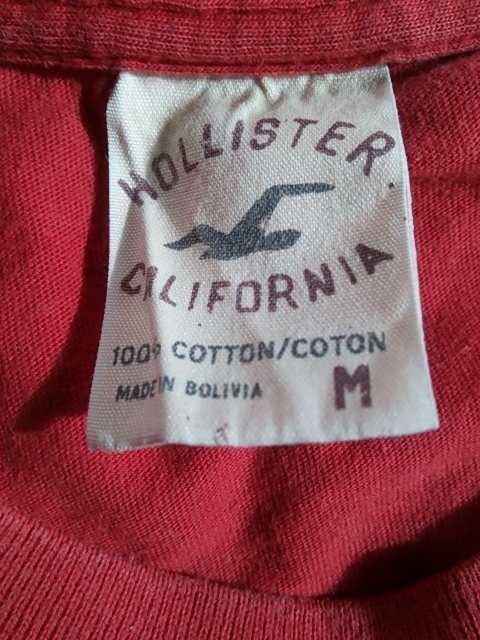 HOLLISTER
CALIFORNIA
100% COTTON/COTON
MADE IN BOLIVIA
M